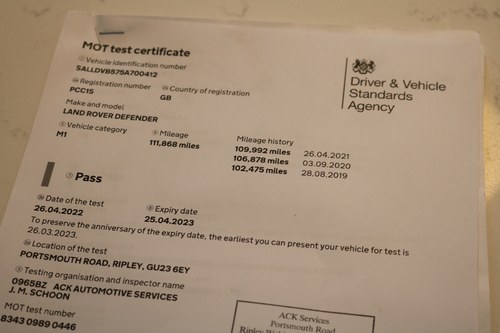 MOT test certificate
Vehicle identification number
SALLDVB575A700412
Registration number
Country of registration
PCC15
GB
Make and model
LAND ROVER DEFENDER
Vehicle category
Mileage
Mileage history
M1
111,868 miles
109,992 miles 26.04.2021
106,878 miles 03.09.2020
102,475 miles 28.08.2019
Driver & Vehicle
Standards
Agency
Pass
Date of the test
Expiry date
26.04.2022
25.04.2023
To preserve the anniversary of the expiry date, the earliest you can present your vehicle for test is
26.03.2023.
Location of the test
PORTSMOUTH ROAD, RIPLEY, GU23 6EY
Testing organisation and inspector name
0965BZ ACK AUTOMOTIVE SERVICES
J. M. SCHOON
MOT test number
8343 0989 0446
ACK Services
Portsmouth Road
Ripley